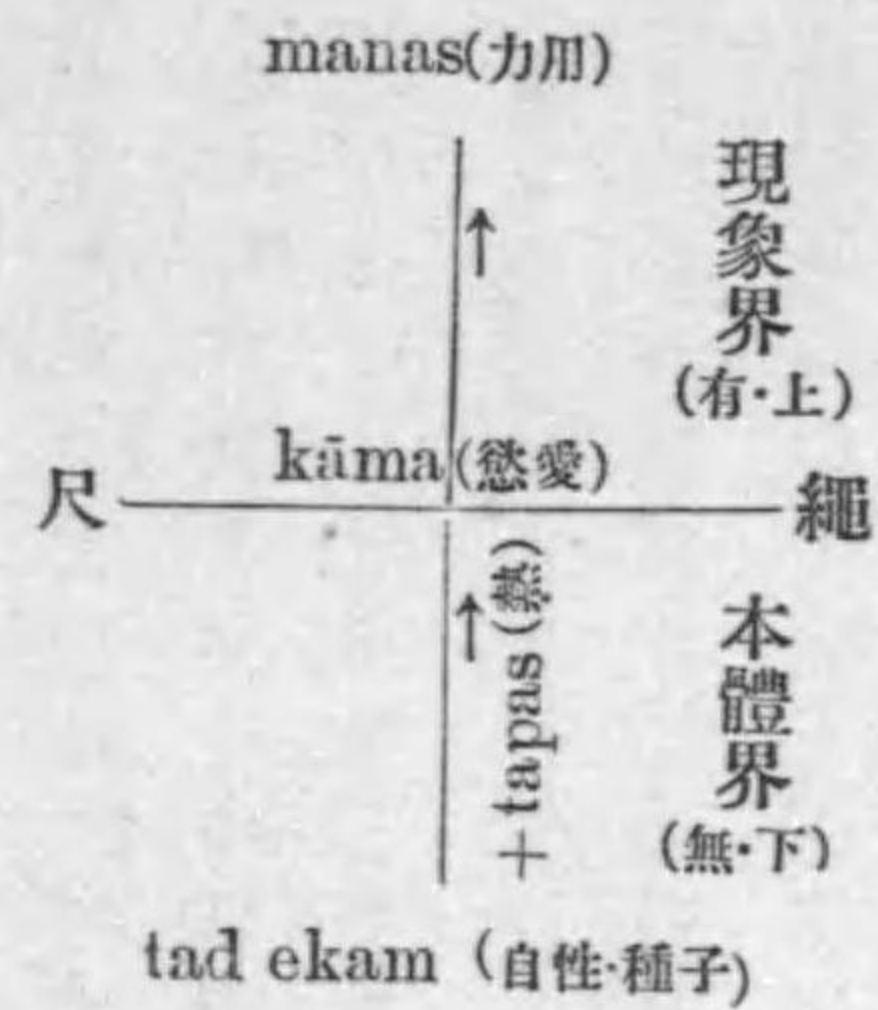 manas(力用)
↑
現象界
(有·上)
kāma(慾愛)
尺
繩
↑
+tapas(熱)
本體界
(無·下)
tad ekam (自性·種子)